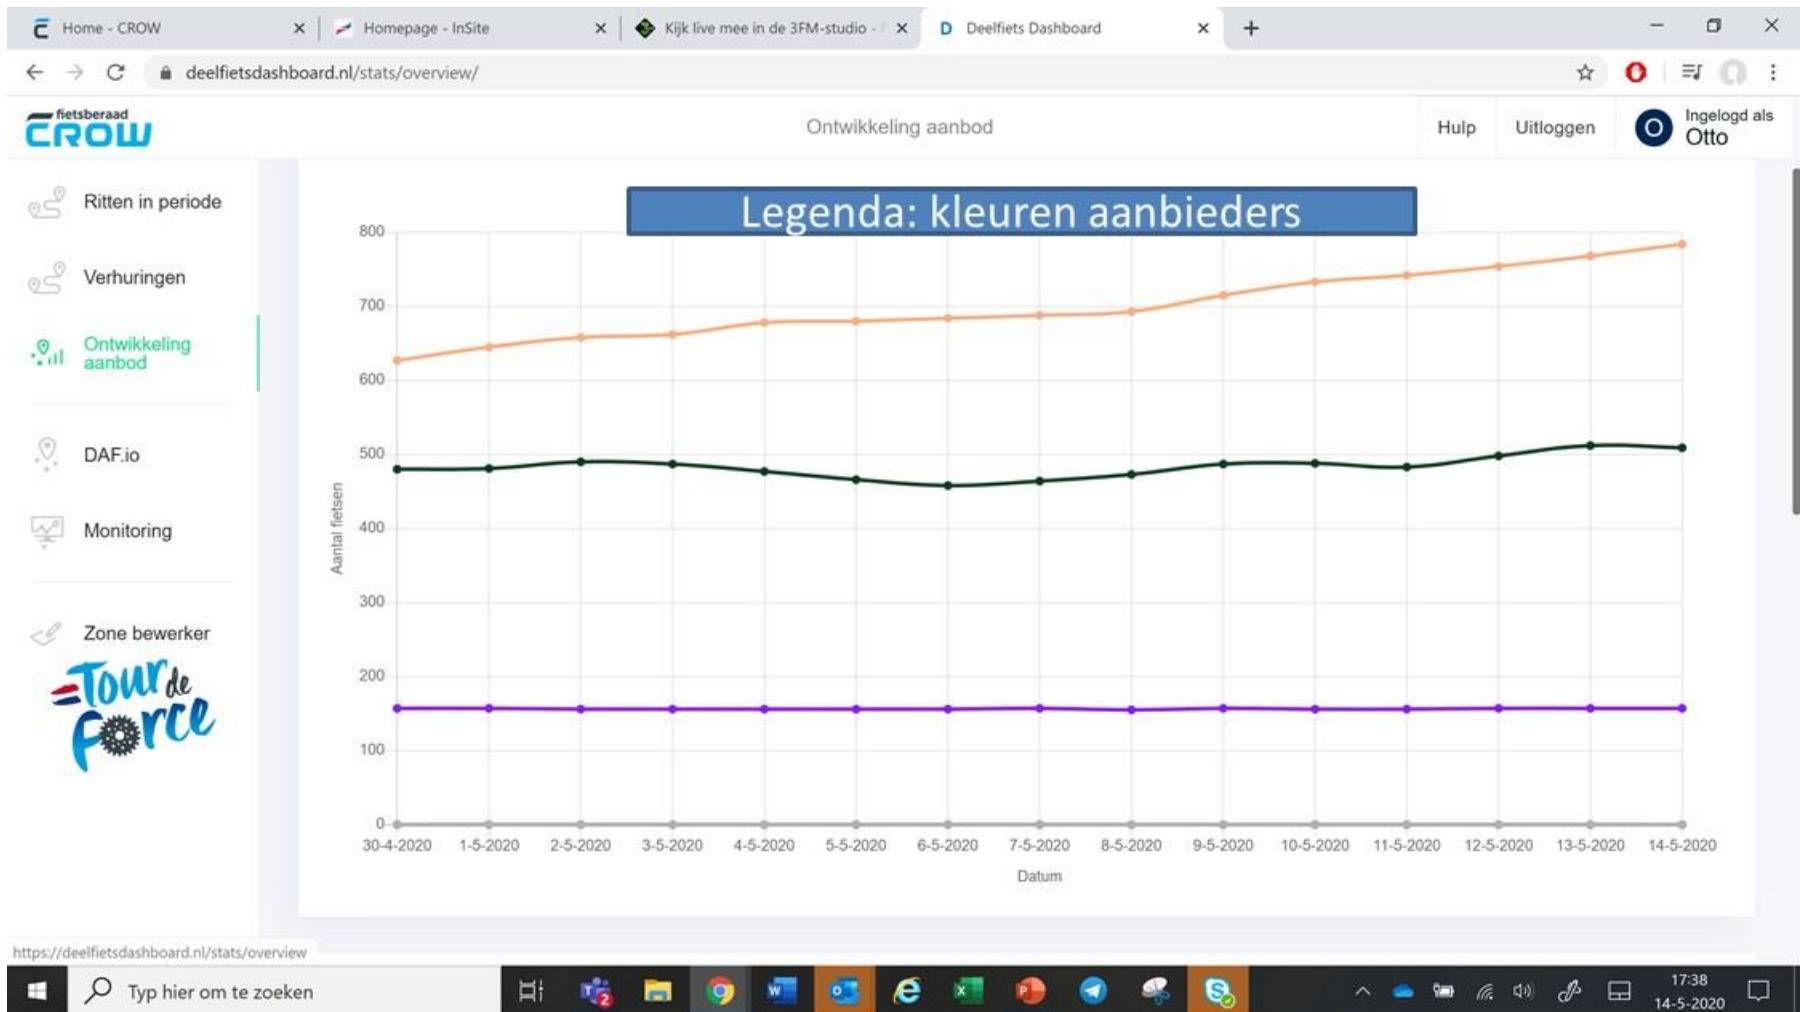 Home - CROW
Homepage - InSite
Kijk live mee in de 3FM-studio -
Deelfiets Dashboard
deelfietsdashboard.nl/stats/overview/
fietsberaad
CROW
Ontwikkeling aanbod
Hulp
Uitloggen
O
Ingelogd als
Otto
Ritten in periode
Verhuringen
Ontwikkeling
aanbod
DAF.io
Monitoring
Zone bewerker
Tour de
Force
Legenda: kleuren aanbieders
800
700
600
500
400
300
200
100
0
Aantal fietsen
30-4-2020 1-5-2020 2-5-2020 3-5-2020 4-5-2020 5-5-2020 6-5-2020 7-5-2020 8-5-2020 9-5-2020 10-5-2020 11-5-2020 12-5-2020 13-5-2020 14-5-2020
Datum
https://deelfietsdashboard.nl/stats/overview
Typ hier om te zoeken
17:38
14-5-2020